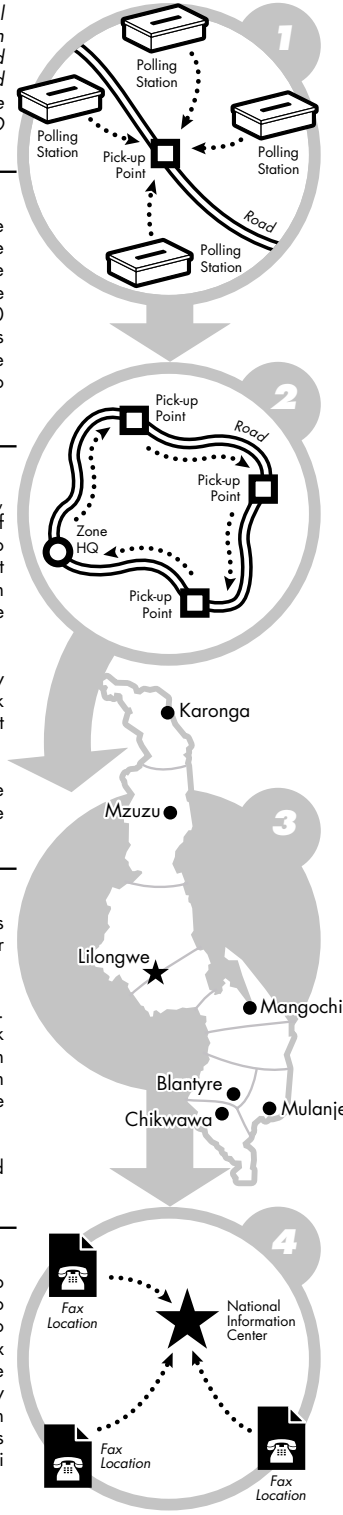 1
Polling
Station
Polling
Station
Pick-up
Point
Polling
Station
Road
Polling
Station
2
Pick-up
Point
Road
Pick-up
Point
Zone
HQ
Pick-up
Point
Karonga
Mzuzu
3
Lilongwe
Mangochi
Blantyre
Chikwawa
Mulanje
4
Fax
Location
National
Information
Center
Fax
Location
Fax
Location